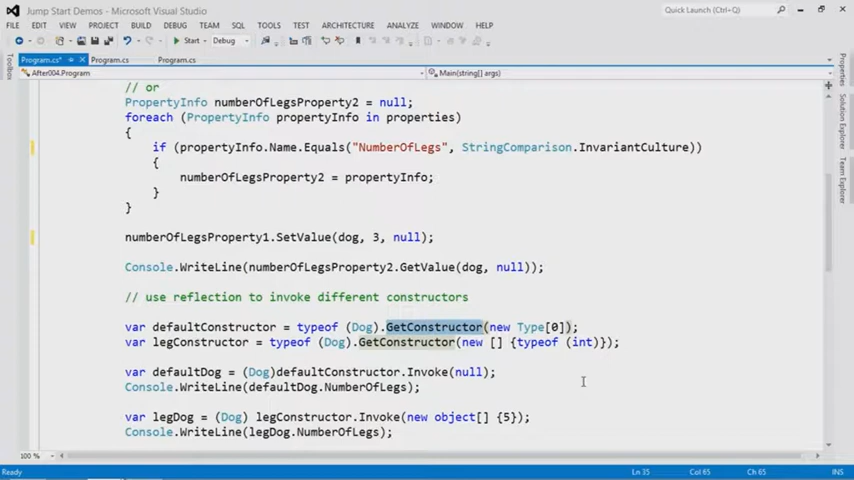 Jump Start Demos - Microsoft Visual Studio
Quick Launch (Ctrl+Q)
FILE EDIT VIEW PROJECT BUILD DEBUG TEAM SQL TOOLS TEST ARCHITECTURE ANALYZE WINDOW HELP
Start Debug
Program.cs* Program.cs Program.cs
After004.Program Main(string[] args)
Toolbox
Properties
Solution Explorer
Team Explorer
// or
PropertyInfo numberOfLegsProperty2 = null;
foreach (PropertyInfo propertyInfo in properties)
{
if (propertyInfo.Name.Equals("NumberOfLegs", StringComparison.InvariantCulture))
{
numberOfLegsProperty2 = propertyInfo;
}
}
numberOfLegsProperty1.SetValue(dog, 3, null);
Console.WriteLine(numberOfLegsProperty2.GetValue(dog, null));
// use reflection to invoke different constructors
var defaultConstructor = typeof (Dog).GetConstructor(new Type[0]);
var legConstructor = typeof (Dog).GetConstructor(new [] {typeof (int)});
var defaultDog = (Dog)defaultConstructor.Invoke(null);
Console.WriteLine(defaultDog.NumberOfLegs);
var legDog = (Dog) legConstructor.Invoke(new object[] {5});
Console.WriteLine(legDog.NumberOfLegs);
100 %
Ready Ln 35 Col 65 Ch 65 INS